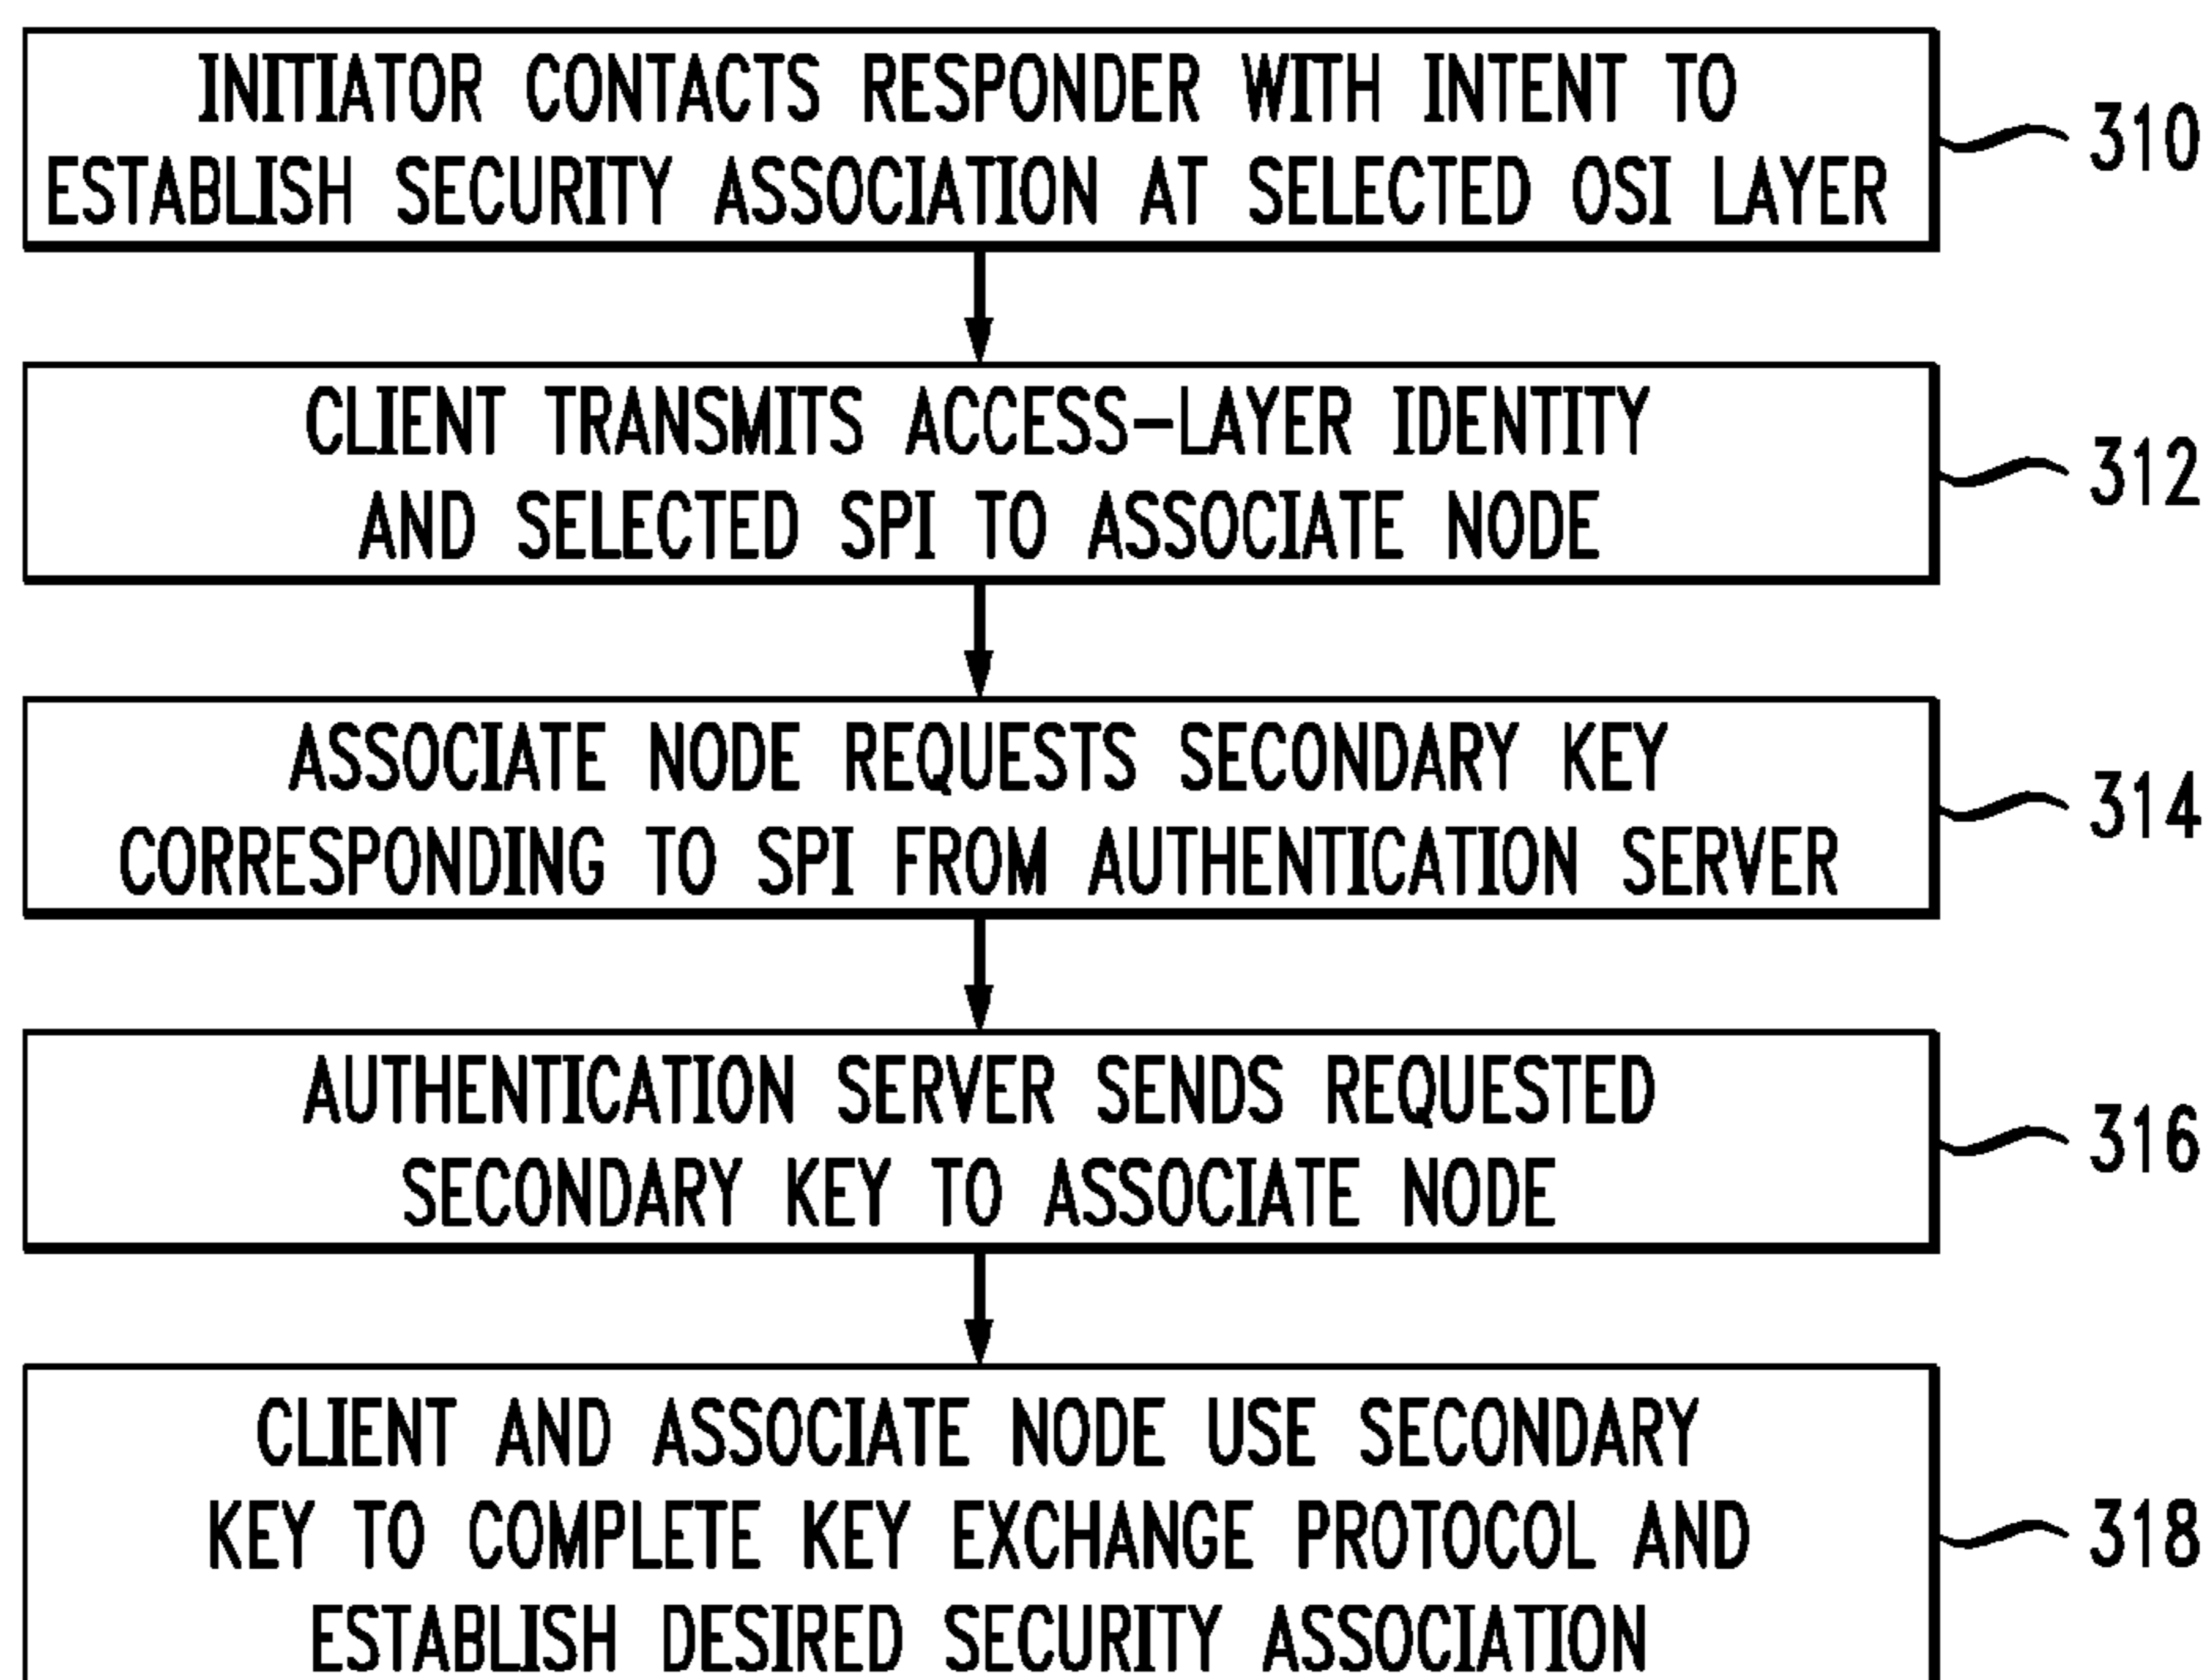 INITIATOR CONTACTS RESPONDER WITH INTENT TO
ESTABLISH SECURITY ASSOCIATION AT SELECTED OSI LAYER
310
CLIENT TRANSMITS ACCESS-LAYER IDENTITY
AND SELECTED SPI TO ASSOCIATE NODE
312
ASSOCIATE NODE REQUESTS SECONDARY KEY
CORRESPONDING TO SPI FROM AUTHENTICATION SERVER
314
AUTHENTICATION SERVER SENDS REQUESTED
SECONDARY KEY TO ASSOCIATE NODE
316
CLIENT AND ASSOCIATE NODE USE SECONDARY
KEY TO COMPLETE KEY EXCHANGE PROTOCOL AND
ESTABLISH DESIRED SECURITY ASSOCIATION
318